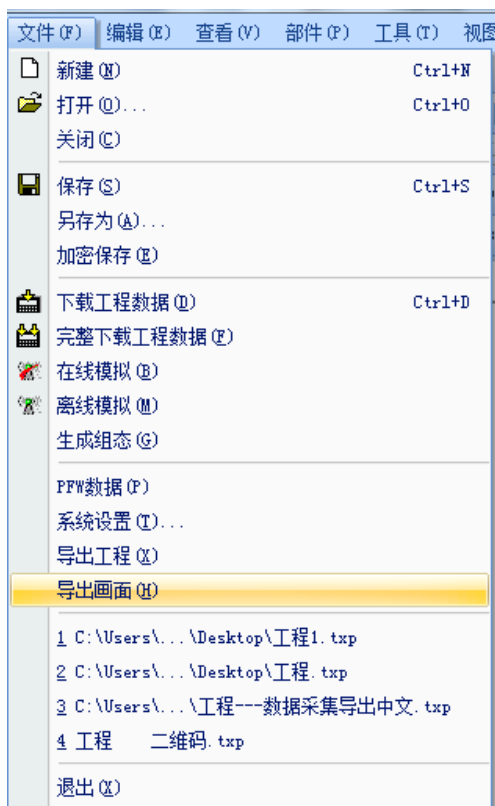 文件(F) 编辑(E) 查看(V) 部件(P) 工具(T) 视图
新建(N) Ctrl+N
打开(O)... Ctrl+O
关闭(C)
保存(S) Ctrl+S
另存为(A)...
加密保存(E)
下载工程数据(D) Ctrl+D
完整下载工程数据(F)
在线模拟(B)
离线模拟(M)
生成组态(G)
PFW数据(P)
系统设置(T)...
导出工程(X)
导出画面(H)
1 C:\Users\...\Desktop\工程1.txp
2 C:\Users\...\Desktop\工程.txp
3 C:\Users\...\工程---数据采集导出中文.txp
4 工程 二维码.txp
退出(X)